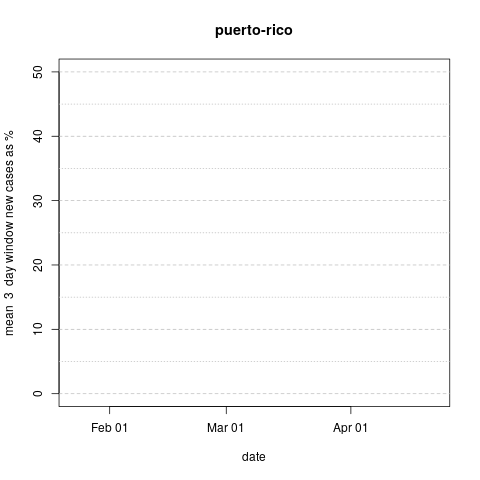 puerto-rico
mean  3  day window new cases as %
50
40
30
20
10
0
Feb 01
Mar 01
Apr 01
date